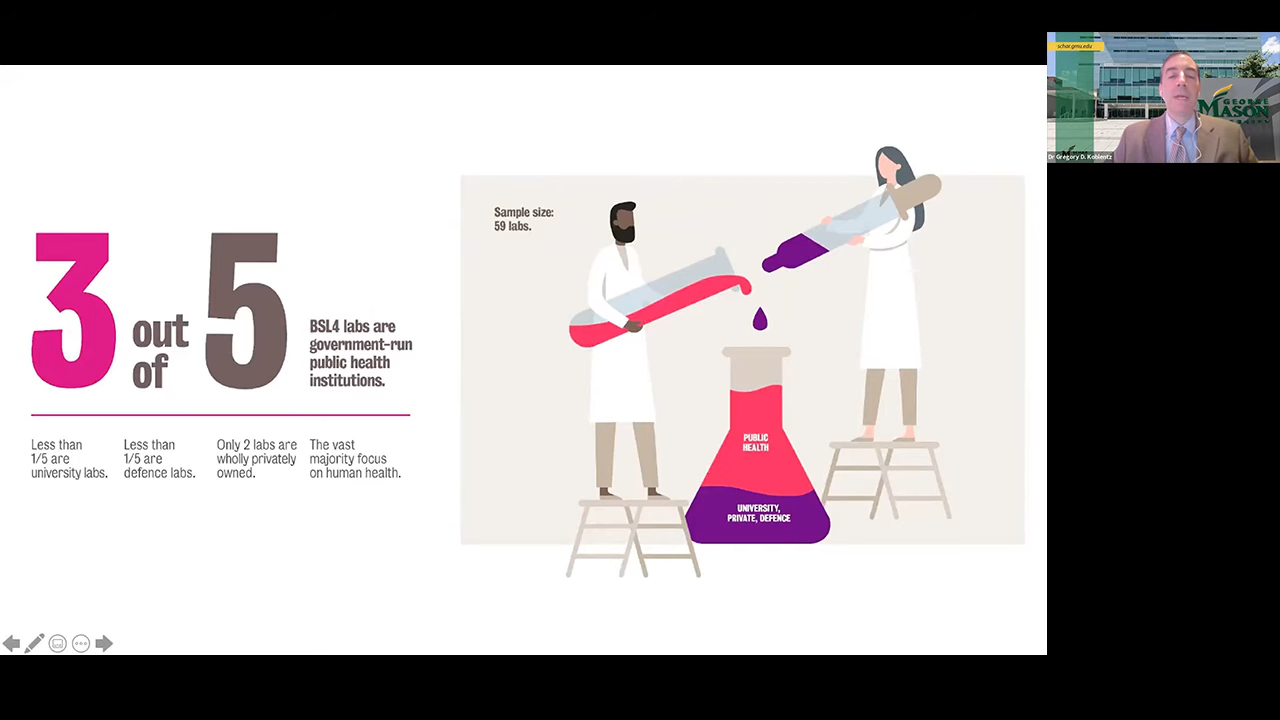 3 out of 5
BSL4 labs are
government-run
public health
institutions.
Less than
1/5 are
university labs.
Less than
1/5 are
defence labs.
Only 2 labs are
wholly privately
owned.
The vast
majority focus
on human health.
Sample size:
59 labs.
PUBLIC
HEALTH
UNIVERSITY,
PRIVATE, DEFENCE
schar.gmu.edu
GEORGE
MASON
Dr Gregory D. Koblentz